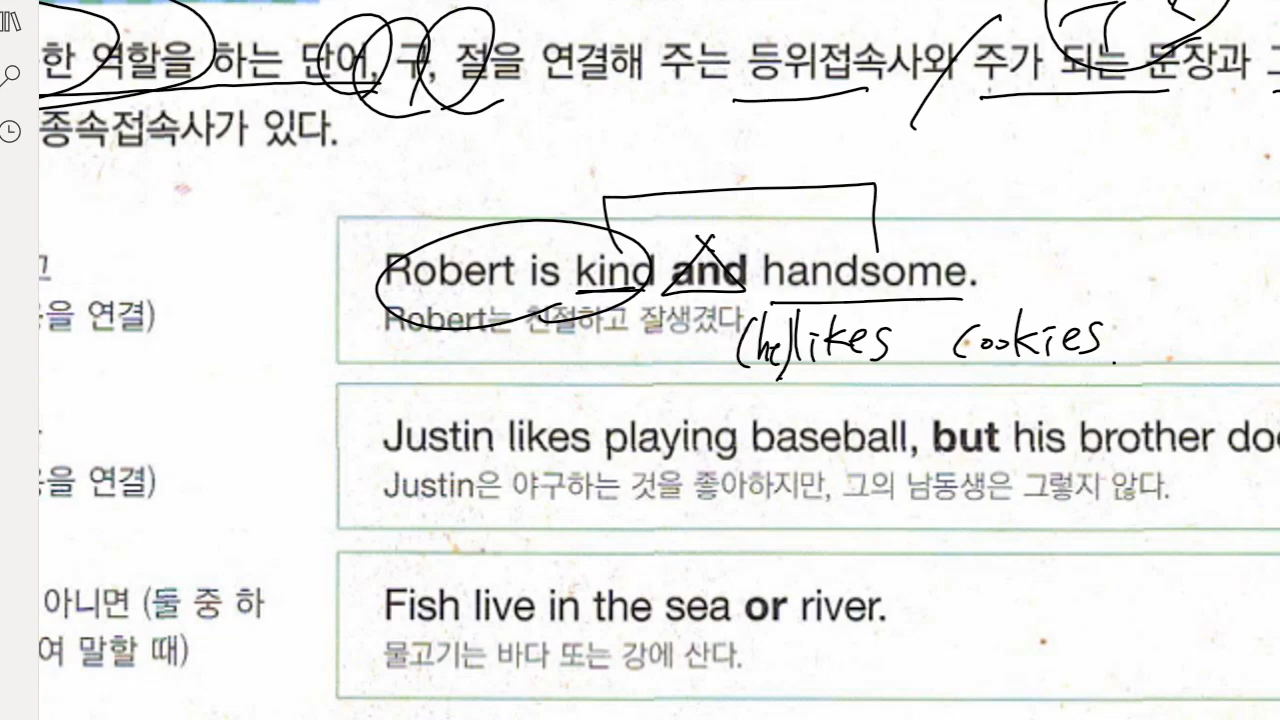 한 역할을 하는 단어, 구, 절을 연결해 주는 등위접속사와 주가 되는 문장과
종속접속사가 있다.
고
을 연결)
Robert is kind and handsome.
Robert는 친절하고 잘생겼다
(he) likes cookies.
을 연결)
Justin likes playing baseball, but his brother doe
Justin은 야구하는 것을 좋아하지만, 그의 남동생은 그렇지 않다.
아니면 (둘 중 하
여 말할 때)
Fish live in the sea or river.
물고기는 바다 또는 강에 산다.